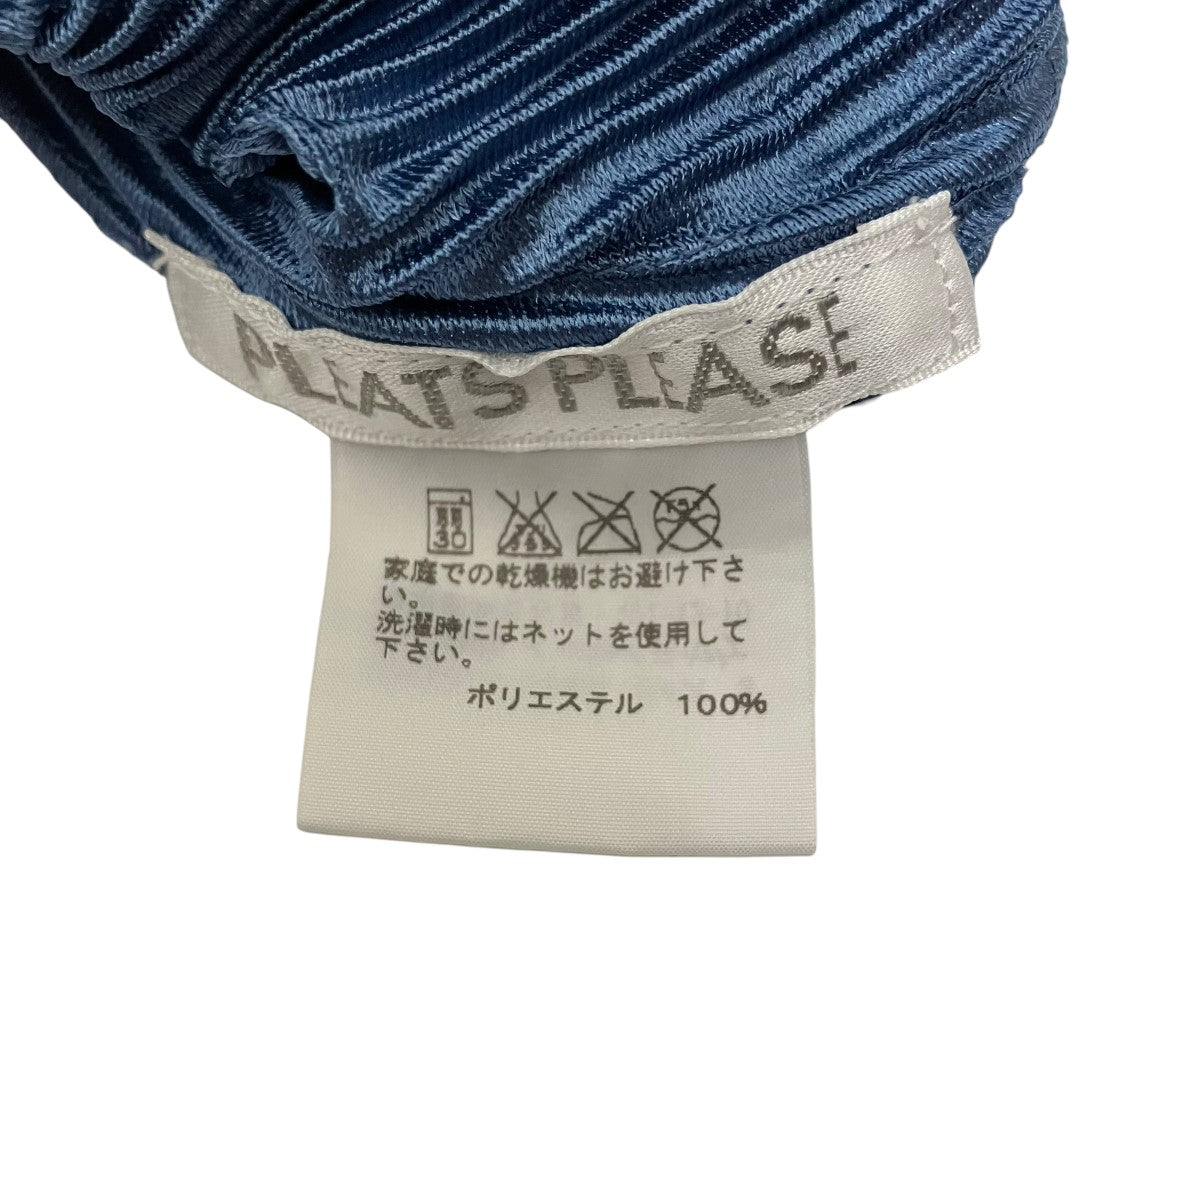 PLEATS PLEASE
30
家庭での乾燥機はお避け下さ
い。
洗濯時にはネットを使用して
下さい。
ポリエステル 100%